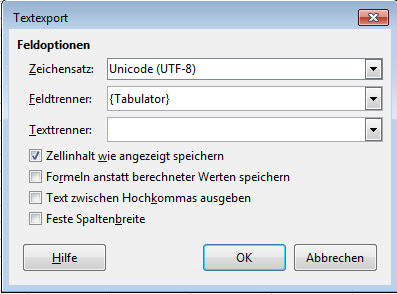 Textexport
Feldoptionen
Zeichensatz: Unicode (UTF-8)
Feldtrenner: {Tabulator}
Texttrenner:
Zellinhalt wie angezeigt speichern
Formeln anstatt berechneter Werten speichern
Text zwischen Hochkommas ausgeben
Feste Spaltenbreite
Hilfe OK Abbrechen